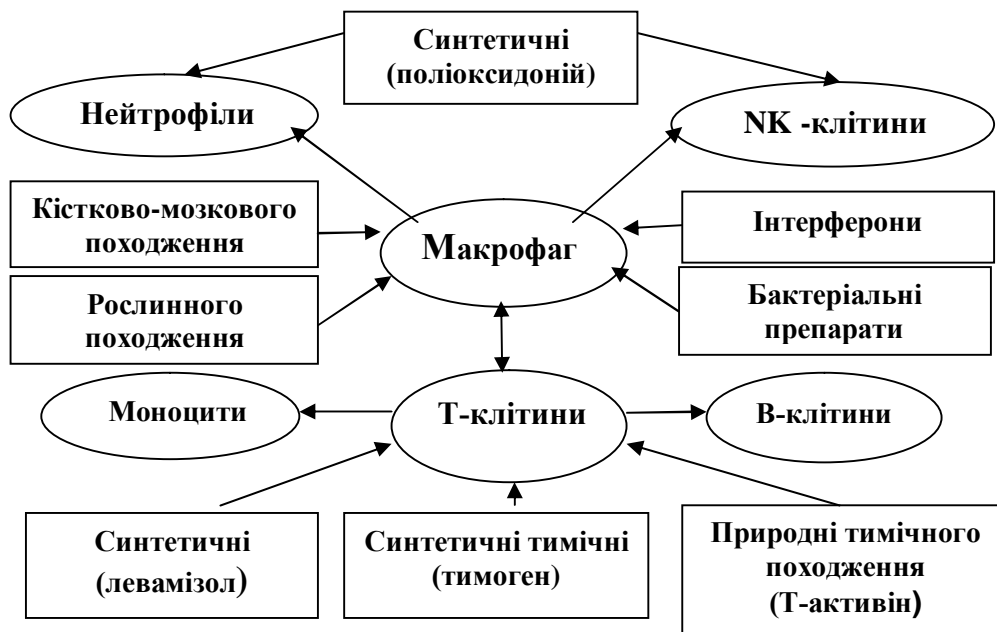 Синтетичні
(поліоксидоній)
Нейтрофіли
NK -клітини
Кістково-мозкового
походження
Макрофаг
Інтерферони
Рослинного
походження
Бактеріальні
препарати
Моноцити
Т-клітини
В-клітини
Синтетичні
(левамізол)
Синтетичні тимічні
(тимоген)
Природні тимічного
походження
(Т-активін)